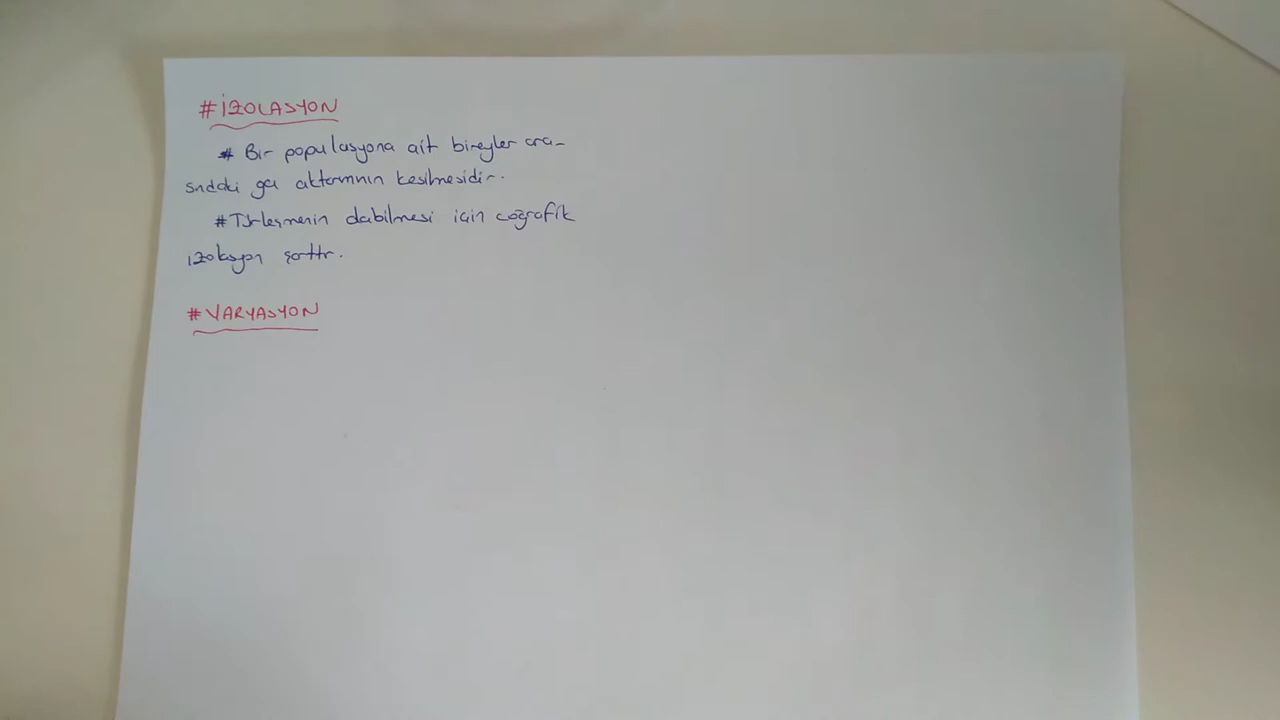 #İZOLASYON
# Bir populasyona ait bireyler ara-
sındaki gen aktarımının kesilmesidir.
#Türleşmenin olabilmesi için coğrafik
izolasyon şarttır.
#VARYASYON